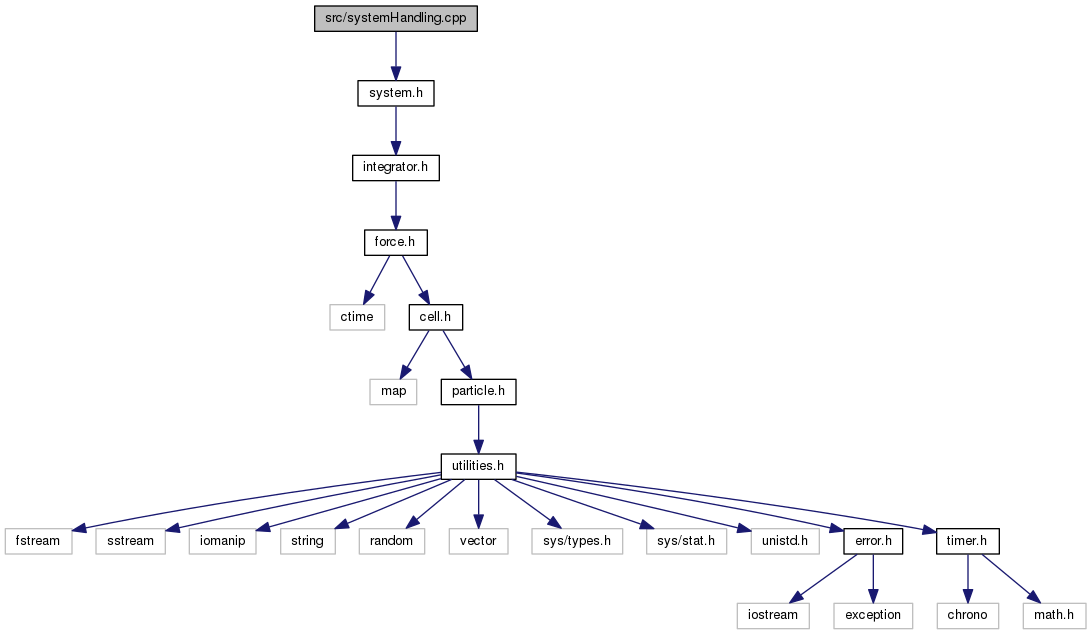 src/systemHandling.cpp
system.h
integrator.h
force.h
ctime
cell.h
map
particle.h
utilities.h
fstream
sstream
iomanip
string
random
vector
sys/types.h
sys/stat.h
unistd.h
error.h
timer.h
iostream
exception
chrono
math.h